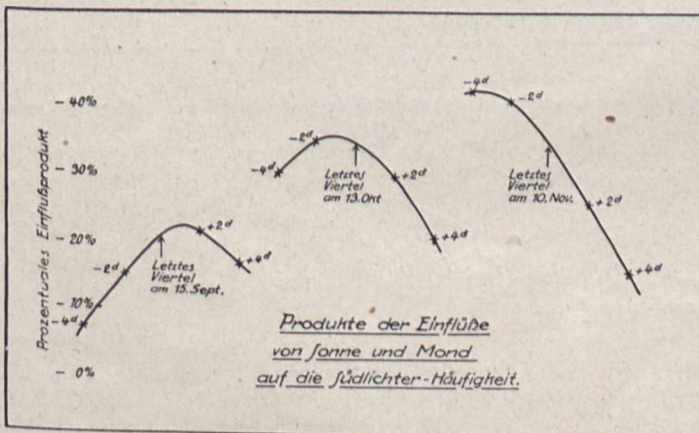 Prozentuales Einflußprodukt
- 40%
- 30%
- 20%
- 10%
- 0%
-4ᵈ
-2ᵈ
Letztes
Viertel
am 15. Sept.
+2ᵈ
+4ᵈ
-4ᵈ
-2ᵈ
Letztes
Viertel
am 13. Okt
+2ᵈ
+4ᵈ
-4ᵈ
-2ᵈ
Letztes
Viertel
am 10. Nov.
+2ᵈ
+4ᵈ
Produkte der Einflüße
von Sonne und Mond
auf die Südlichter-Häufigkeit.